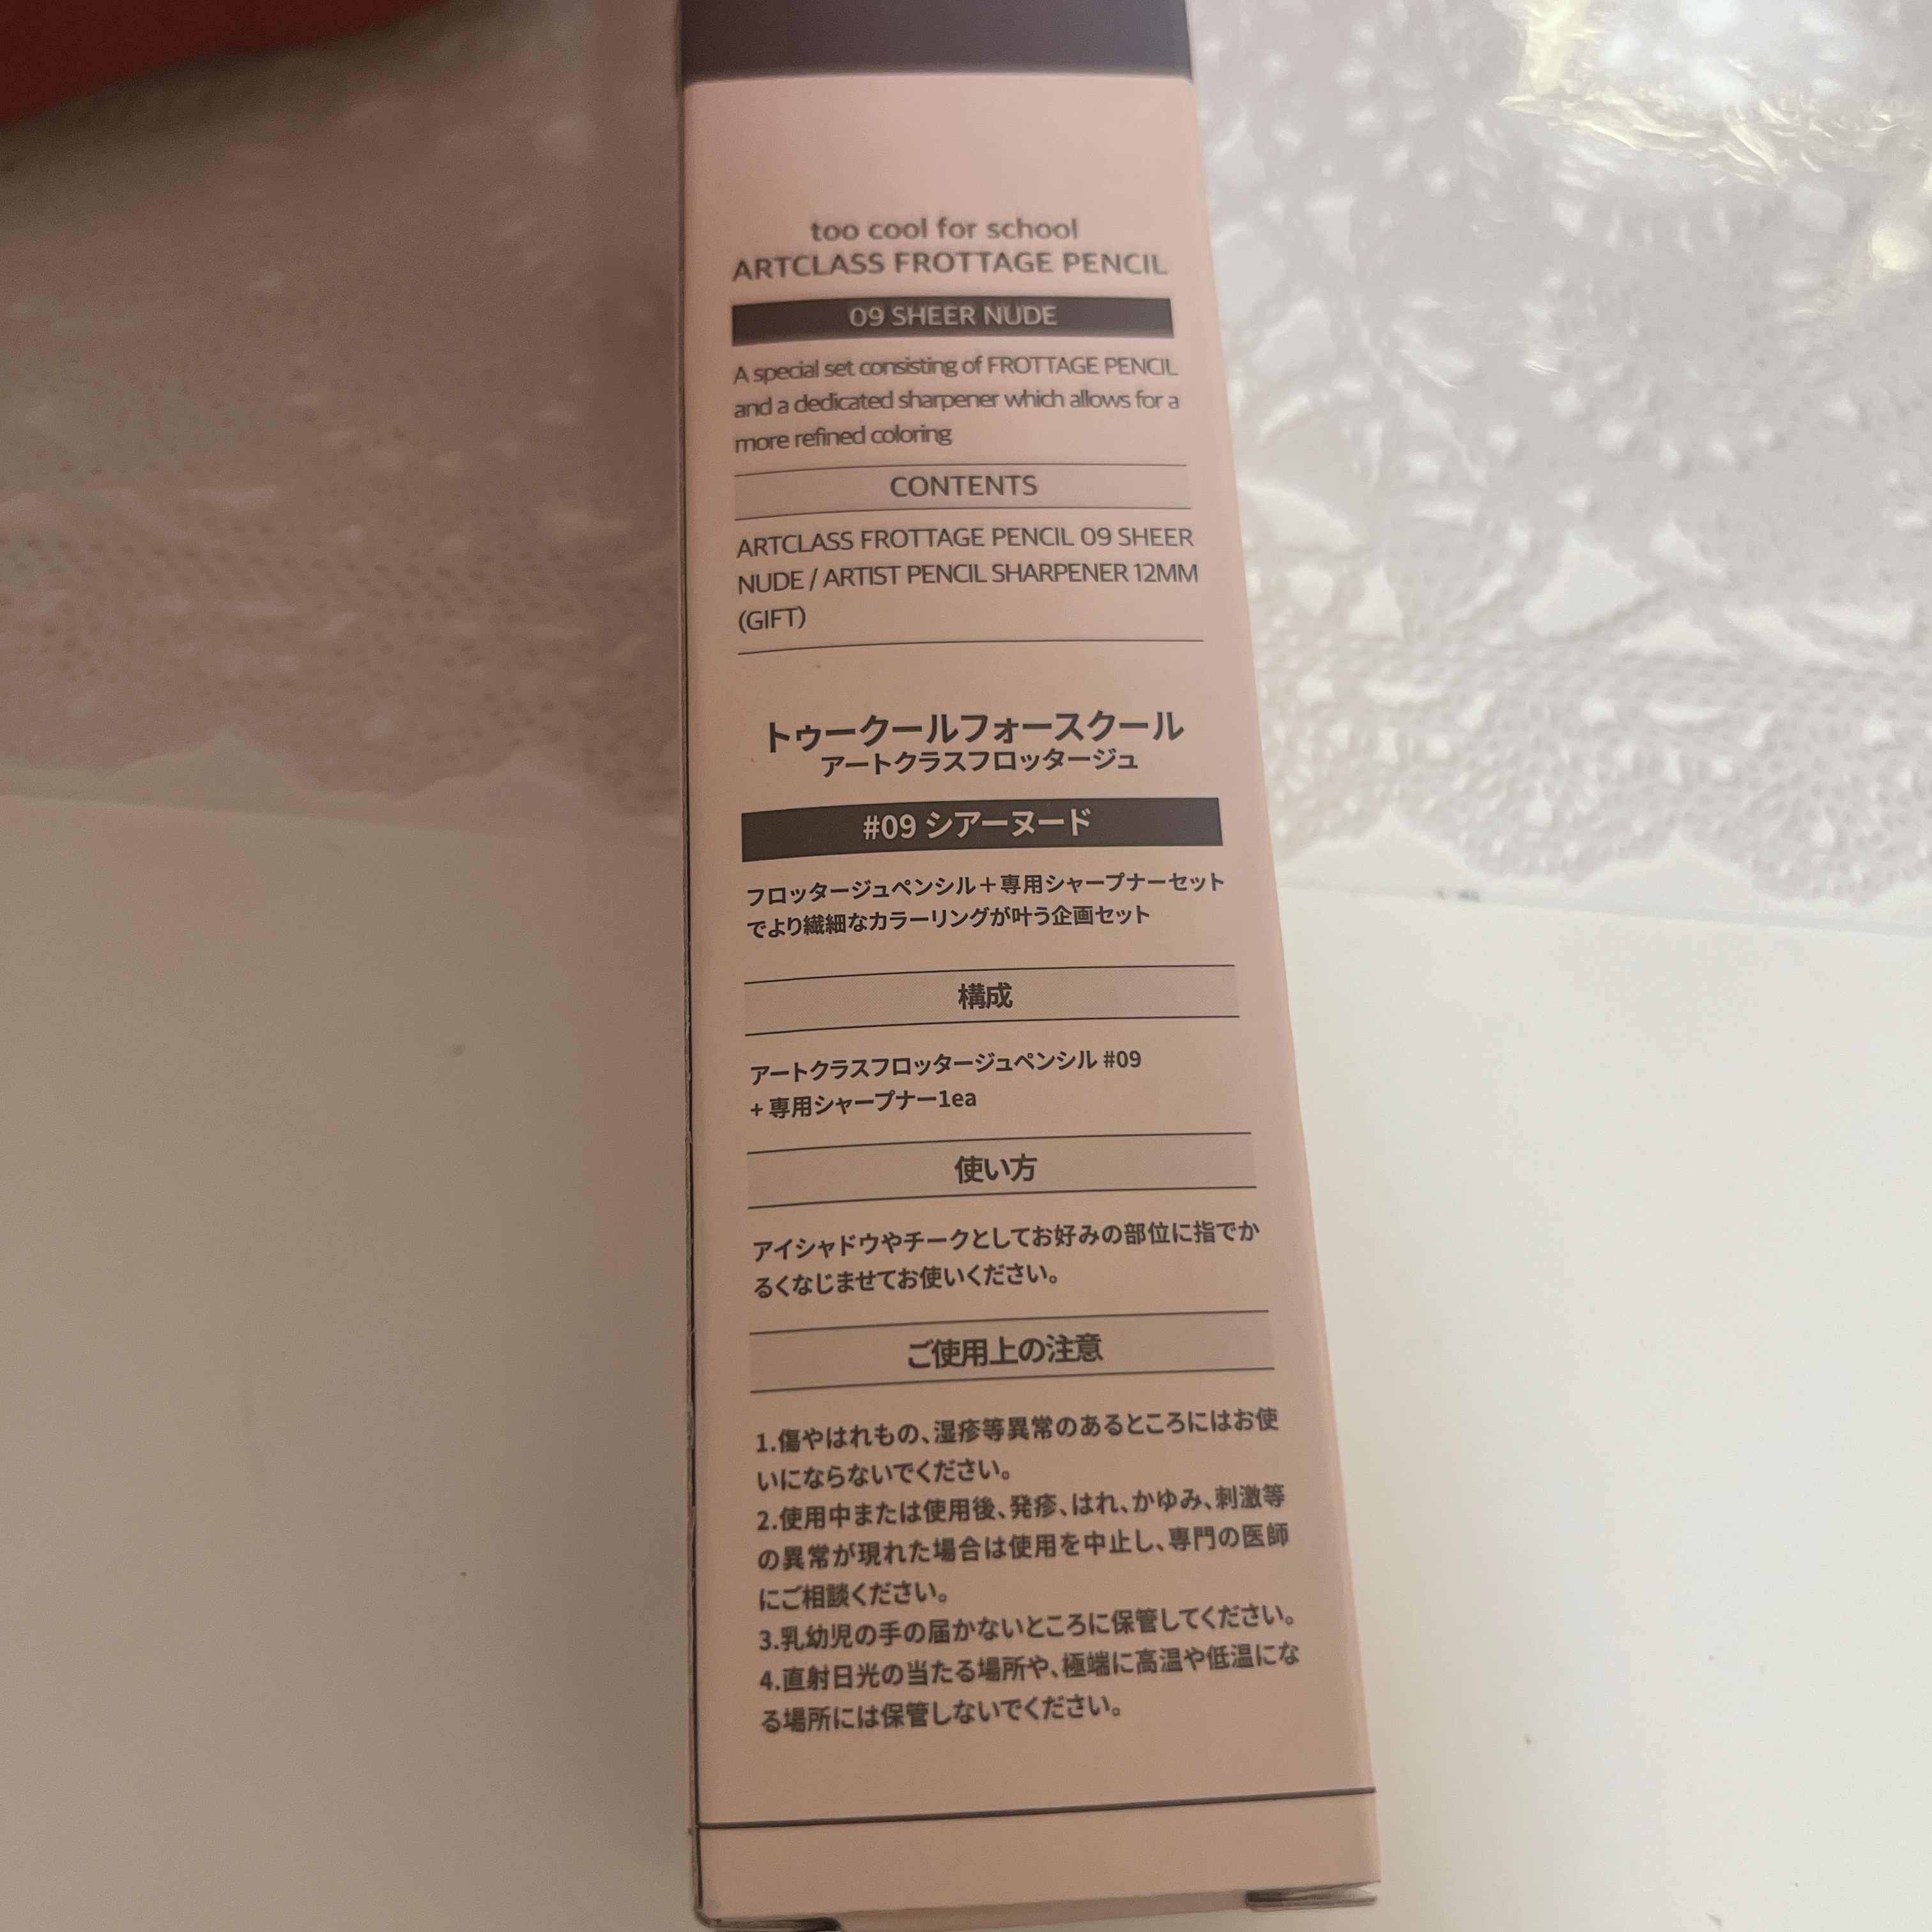 too cool for school
ARTCLASS FROTTAGE PENCIL
09 SHEER NUDE
A special set consisting of FROTTAGE PENCIL
and a dedicated sharpener which allows for a
more refined coloring
CONTENTS
ARTCLASS FROTTAGE PENCIL 09 SHEER
NUDE / ARTIST PENCIL SHARPENER 12MM
(GIFT)
トゥークールフォースクール
アートクラスフロッタージュ
#09 シアーヌード
フロッタージュペンシル＋専用シャープナーセット
でより繊細なカラーリングが叶う企画セット
構成
アートクラスフロッタージュペンシル #09
+ 専用シャープナー1ea
使い方
アイシャドウやチークとしてお好みの部位に指でか
るくなじませてお使いください。
ご使用上の注意
1.傷やはれもの、湿疹等異常のあるところにはお使
いにならないでください。
2.使用中または使用後、発疹、はれ、かゆみ、刺激等
の異常が現れた場合は使用を中止し、専門の医師
にご相談ください。
3.乳幼児の手の届かないところに保管してください。
4.直射日光の当たる場所や、極端に高温や低温にな
る場所には保管しないでください。